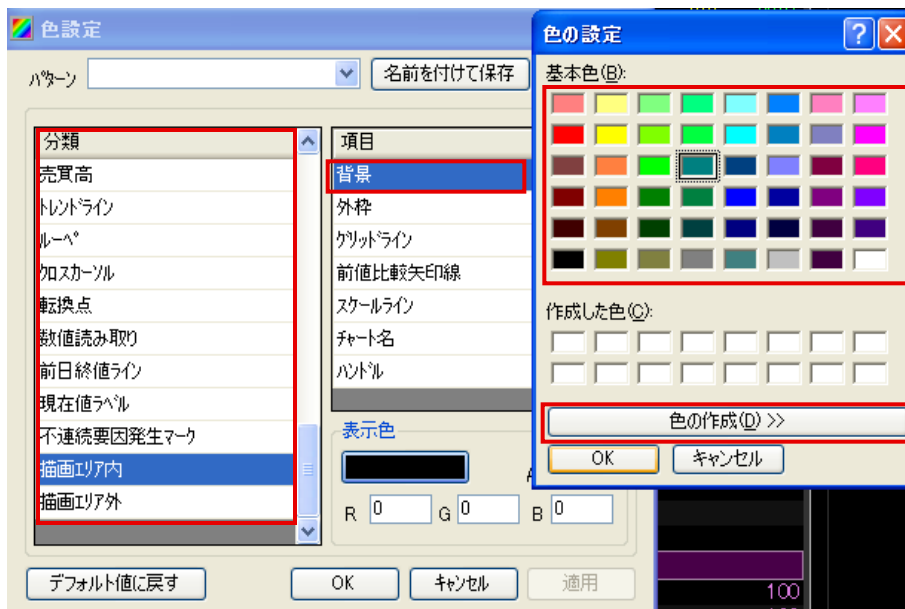 色設定
パターン
名前を付けて保存
分類
売買高
トレンドライン
ルーペ
クロスカーソル
転換点
数値読み取り
前日終値ライン
現在値ラベル
不連続要因発生マーク
描画エリア内
描画エリア外
項目
背景
外枠
グリッドライン
前値比較矢印線
スケールライン
チャート名
ハンドル
表示色
R 0 G 0 B 0
デフォルト値に戻す
OK
キャンセル
適用
色の設定
基本色(B):
作成した色(C):
色の作成(D) >>
OK
キャンセル
100